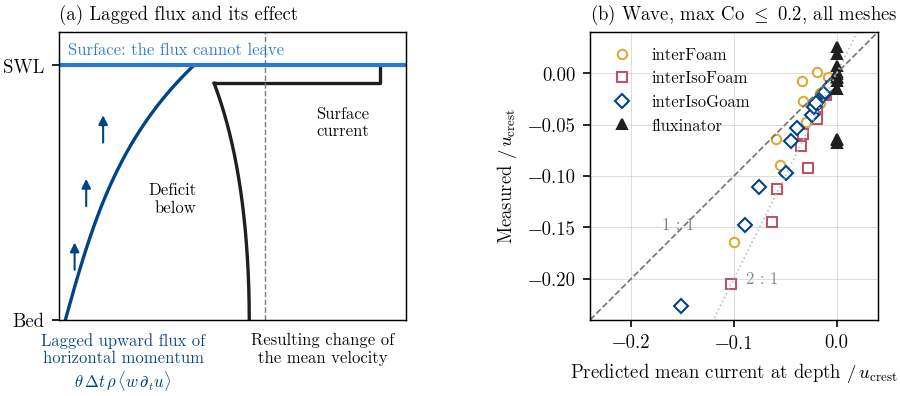 (a) Lagged flux and its effect
Surface: the flux cannot leave
SWL
Surface
current
Deficit
below
Bed
Lagged upward flux of
horizontal momentum
θ Δt ρ ⟨w ∂ₜu⟩
Resulting change of
the mean velocity
(b) Wave, max Co ≤ 0.2, all meshes
interFoam
interIsoFoam
interIsoGoam
fluxinator
0.00
−0.05
−0.10
−0.15
−0.20
Measured / u_crest
1 : 1
2 : 1
−0.2
−0.1
0.0
Predicted mean current at depth / u_crest